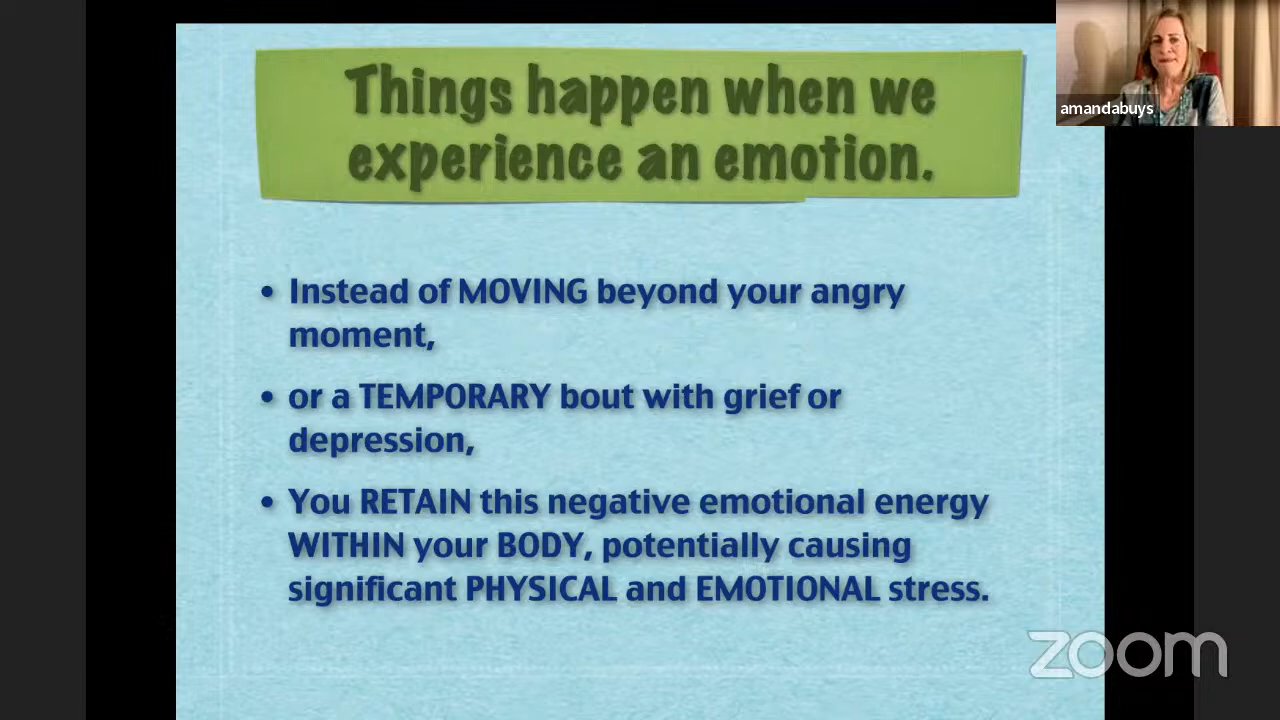 Things happen when we
experience an emotion.
amandabuys
• Instead of MOVING beyond your angry
moment,
• or a TEMPORARY bout with grief or
depression,
• You RETAIN this negative emotional energy
WITHIN your BODY, potentially causing
significant PHYSICAL and EMOTIONAL stress.
zoom